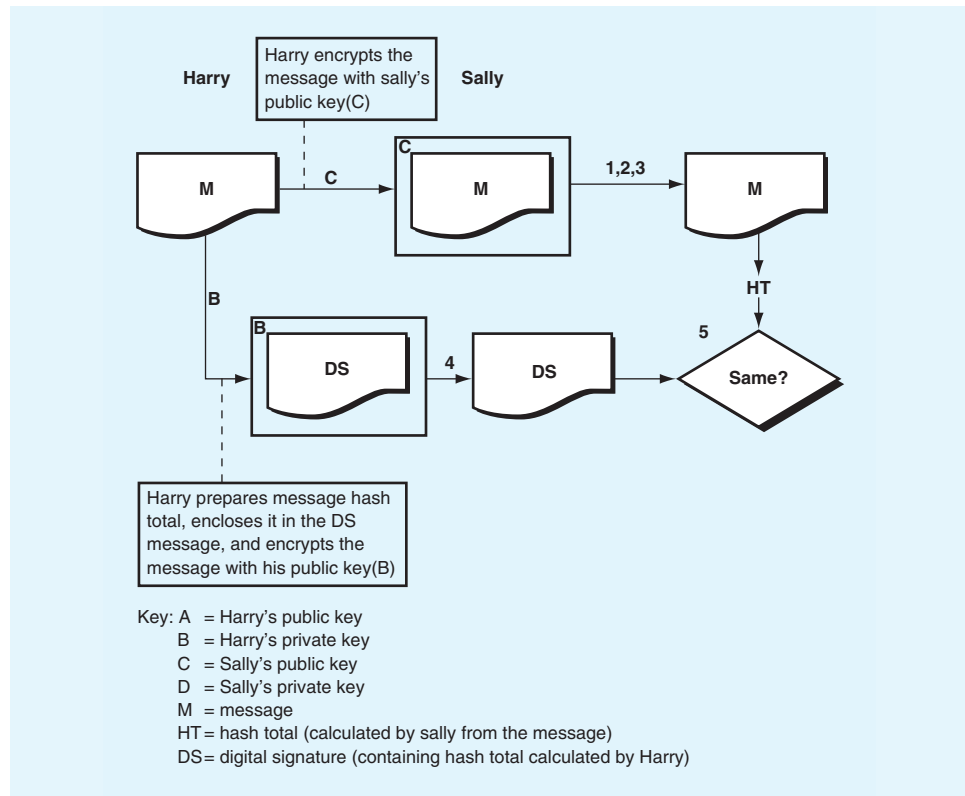 Harry
Harry encrypts the
message with sally's
public key(C)
Sally
M
C
C
M
1,2,3
M
B
HT
B
DS
4
DS
5
Same?
Harry prepares message hash
total, encloses it in the DS
message, and encrypts the
message with his public key(B)
Key: A = Harry's public key
B = Harry's private key
C = Sally's public key
D = Sally's private key
M = message
HT = hash total (calculated by sally from the message)
DS = digital signature (containing hash total calculated by Harry)